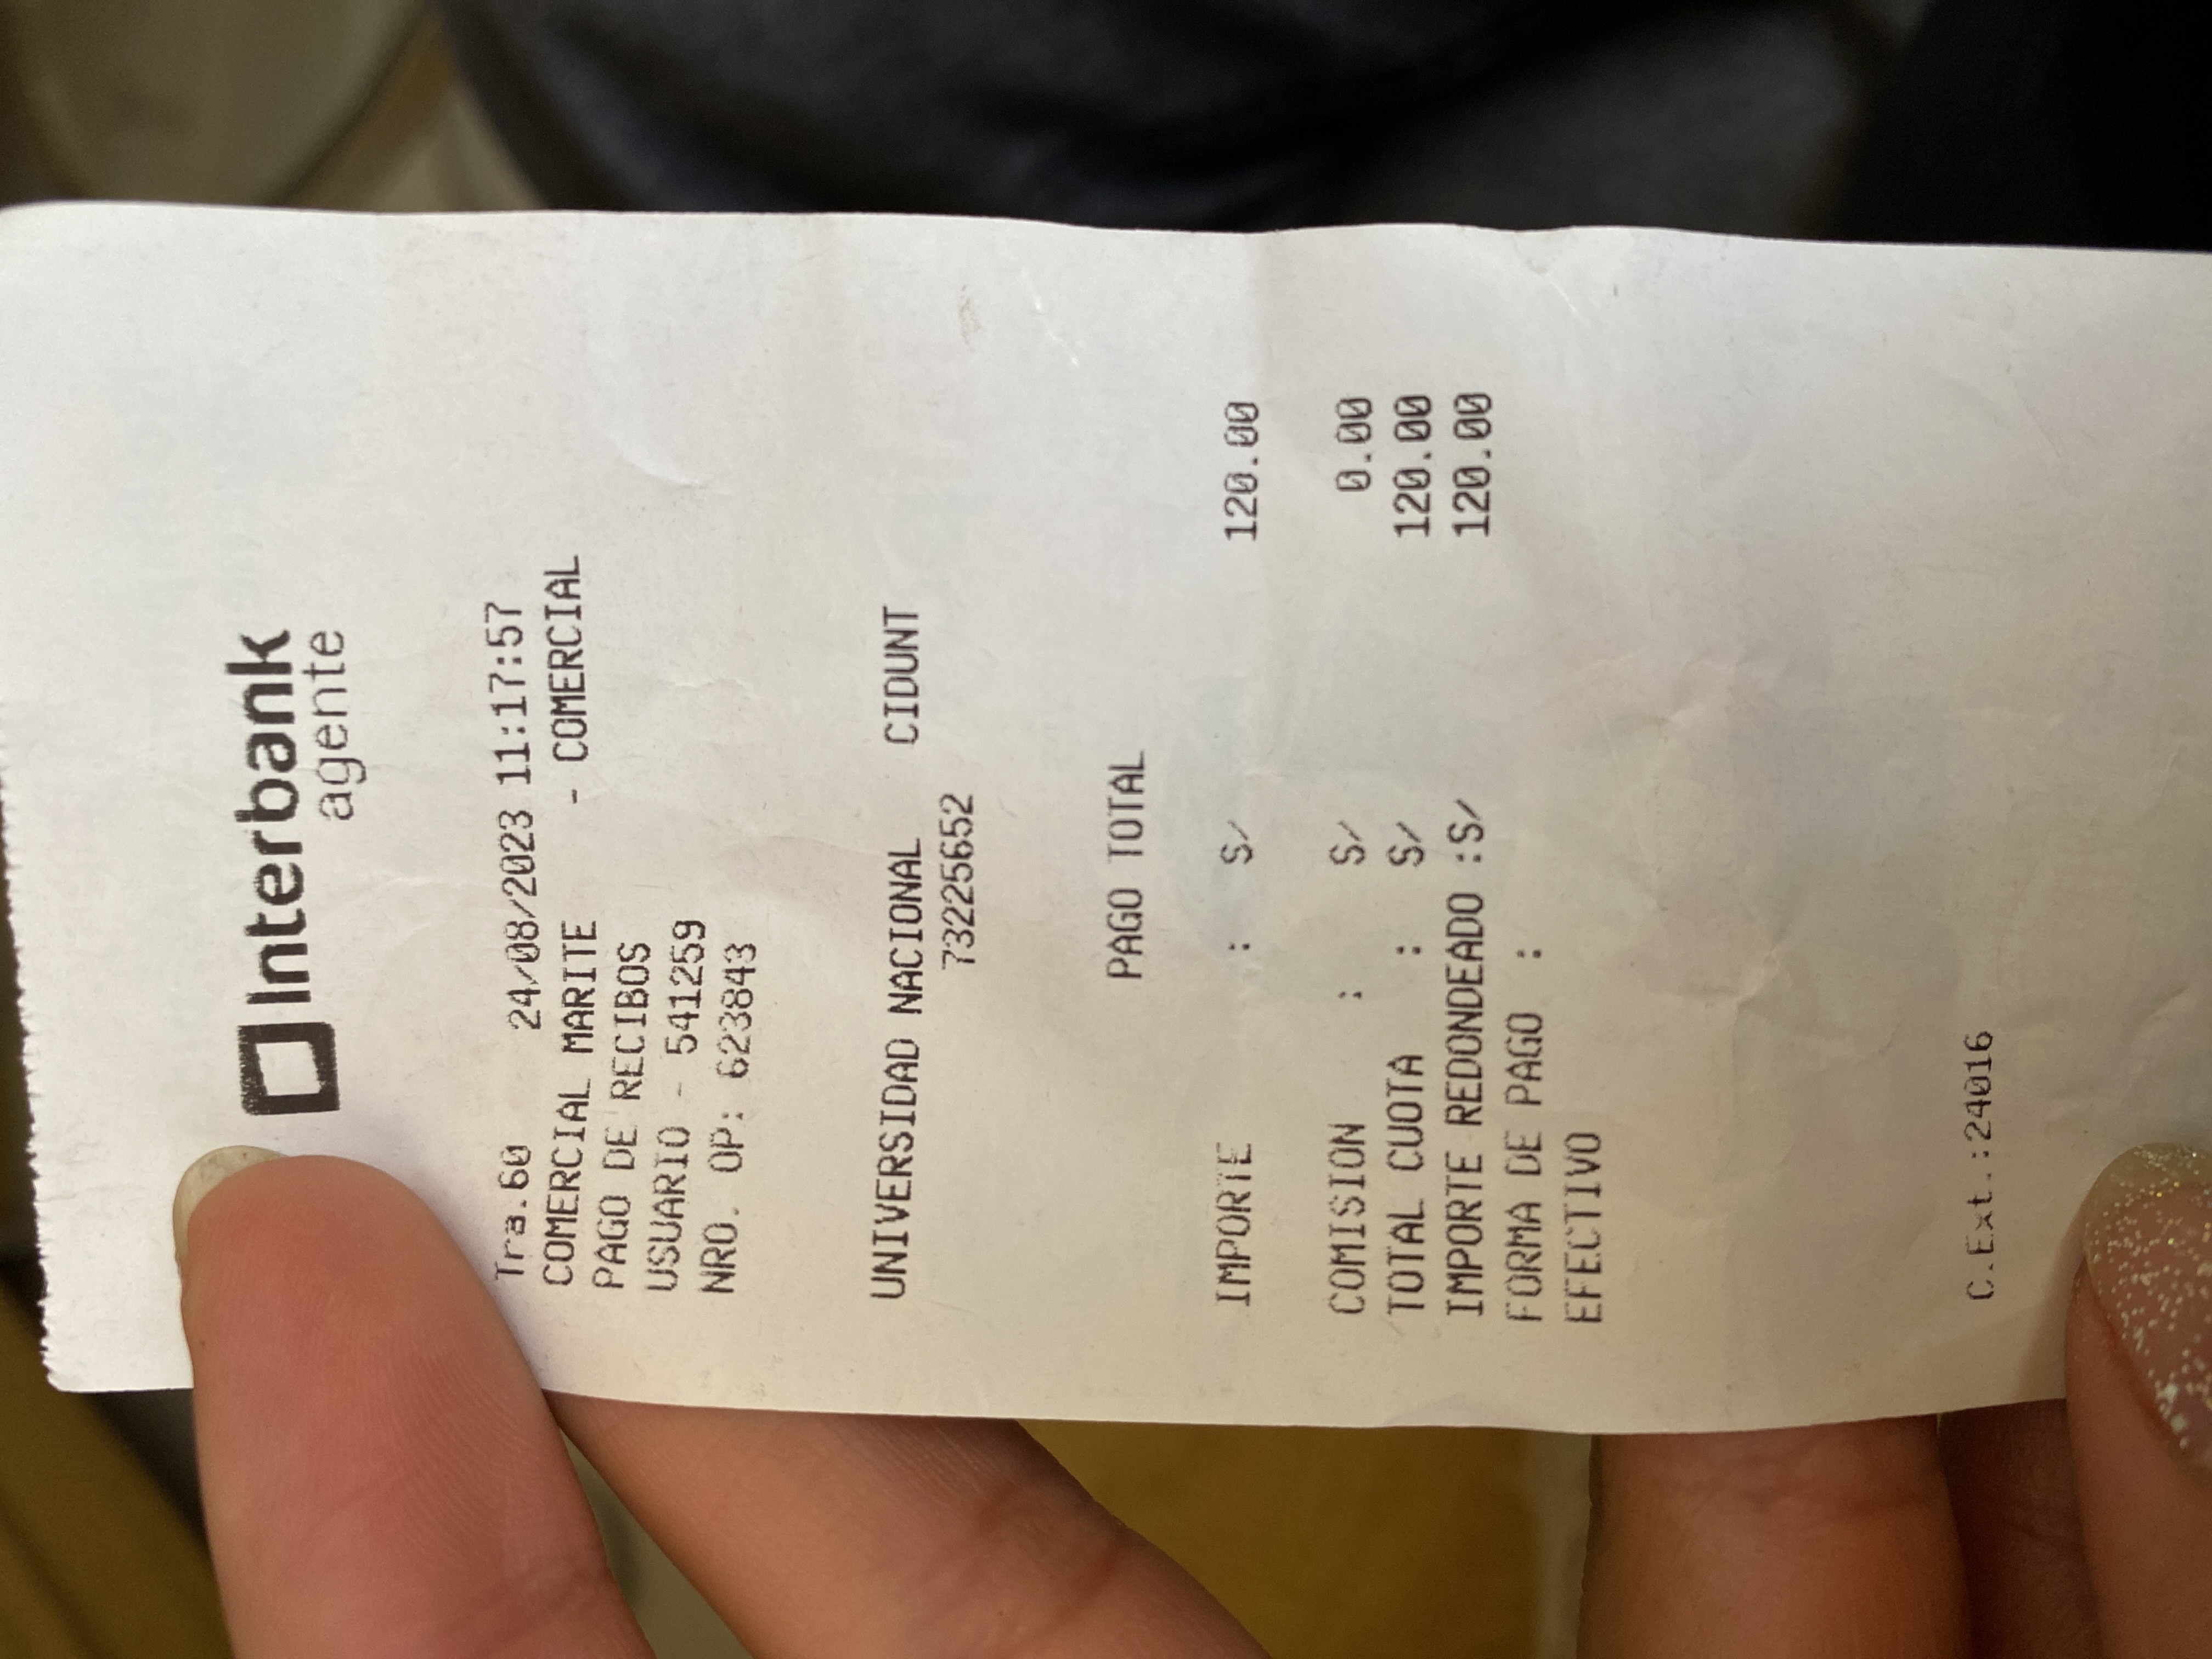 Interbank
agente
Tra.60 24/08/2023 11:17:57
COMERCIAL MARITE - COMERCIAL
PAGO DE RECIBOS
USUARIO - 541259
NRO. OP: 623843
UNIVERSIDAD NACIONAL CIDUNT
73225652
PAGO TOTAL
IMPORTE : S/ 120.00
COMISION : S/ 0.00
TOTAL CUOTA : S/ 120.00
IMPORTE REDONDEADO :S/ 120.00
FORMA DE PAGO :
EFECTIVO
C.Ext.:24016